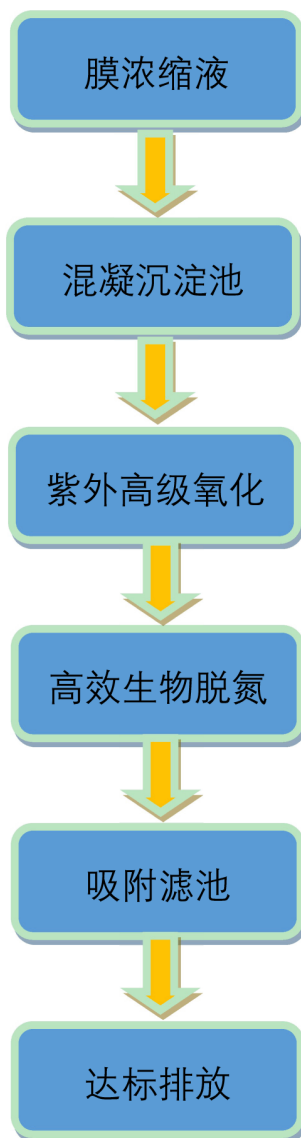 膜浓缩液
混凝沉淀池
紫外高级氧化
高效生物脱氮
吸附滤池
达标排放